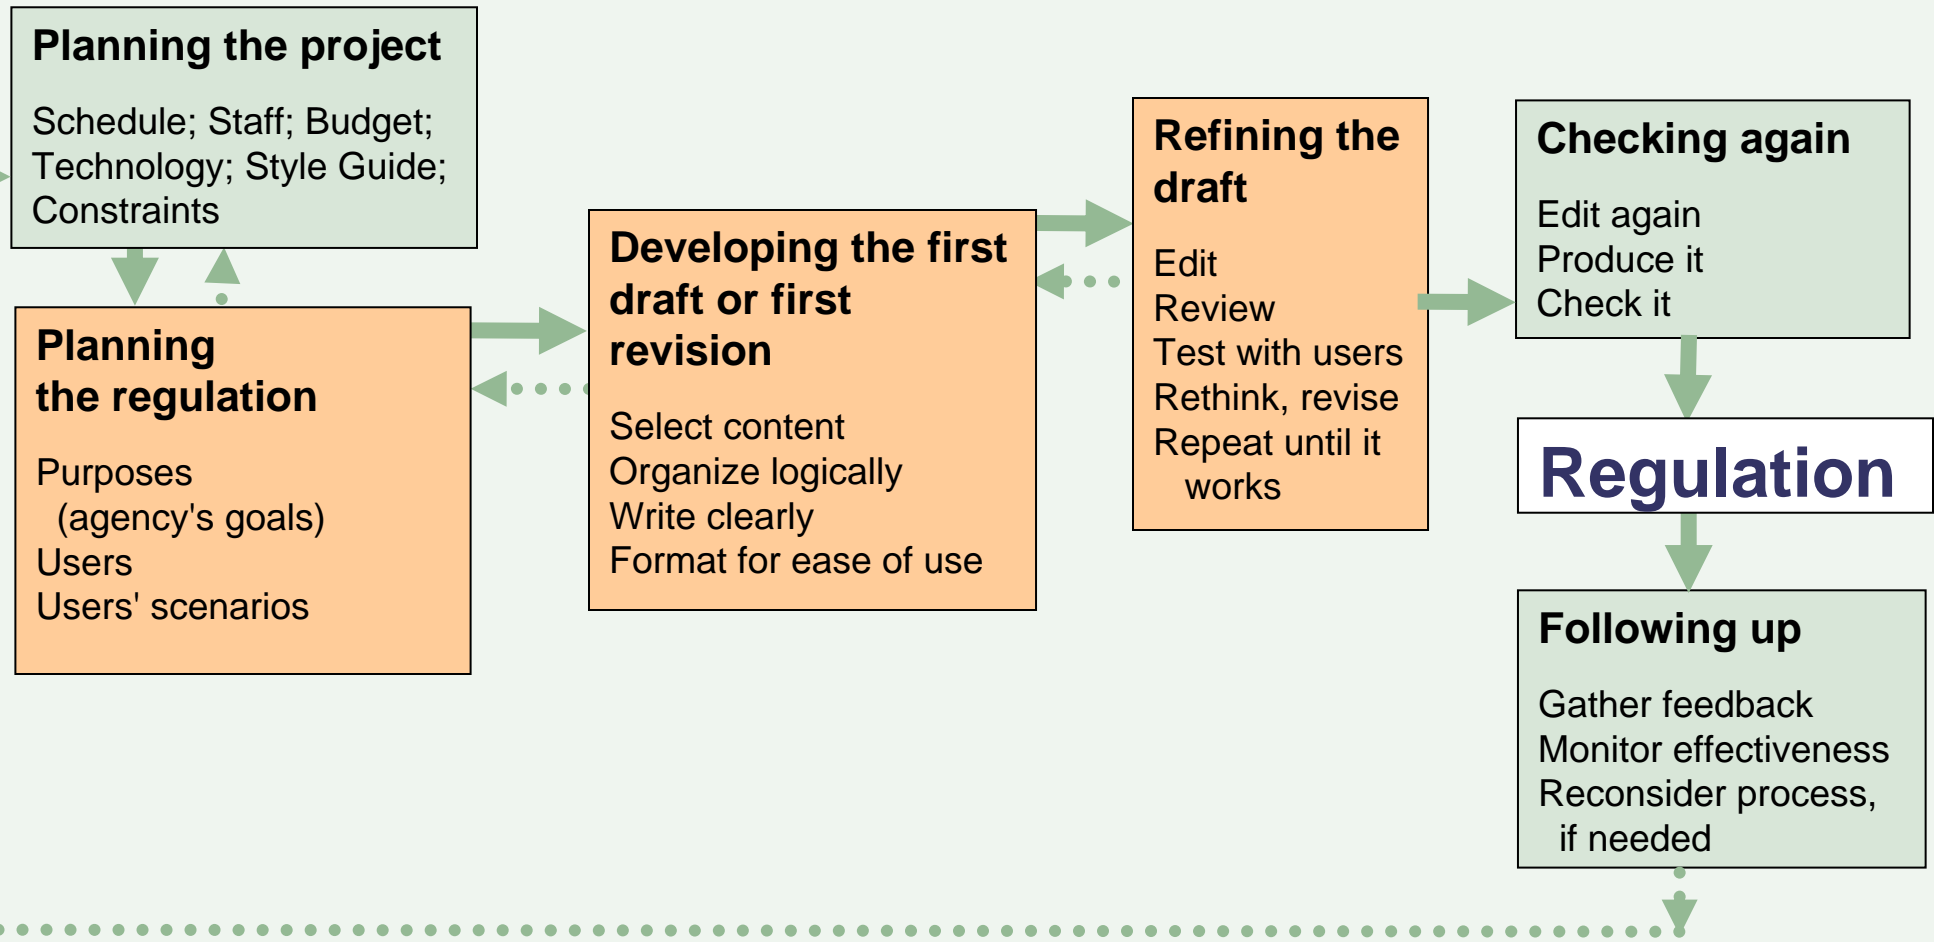 Planning the project
Schedule; Staff; Budget;
Technology; Style Guide;
Constraints
Planning
the regulation
Purposes
(agency's goals)
Users
Users' scenarios
Developing the first
draft or first
revision
Select content
Organize logically
Write clearly
Format for ease of use
Refining the
draft
Edit
Review
Test with users
Rethink, revise
Repeat until it
works
Checking again
Edit again
Produce it
Check it
Regulation
Following up
Gather feedback
Monitor effectiveness
Reconsider process,
if needed